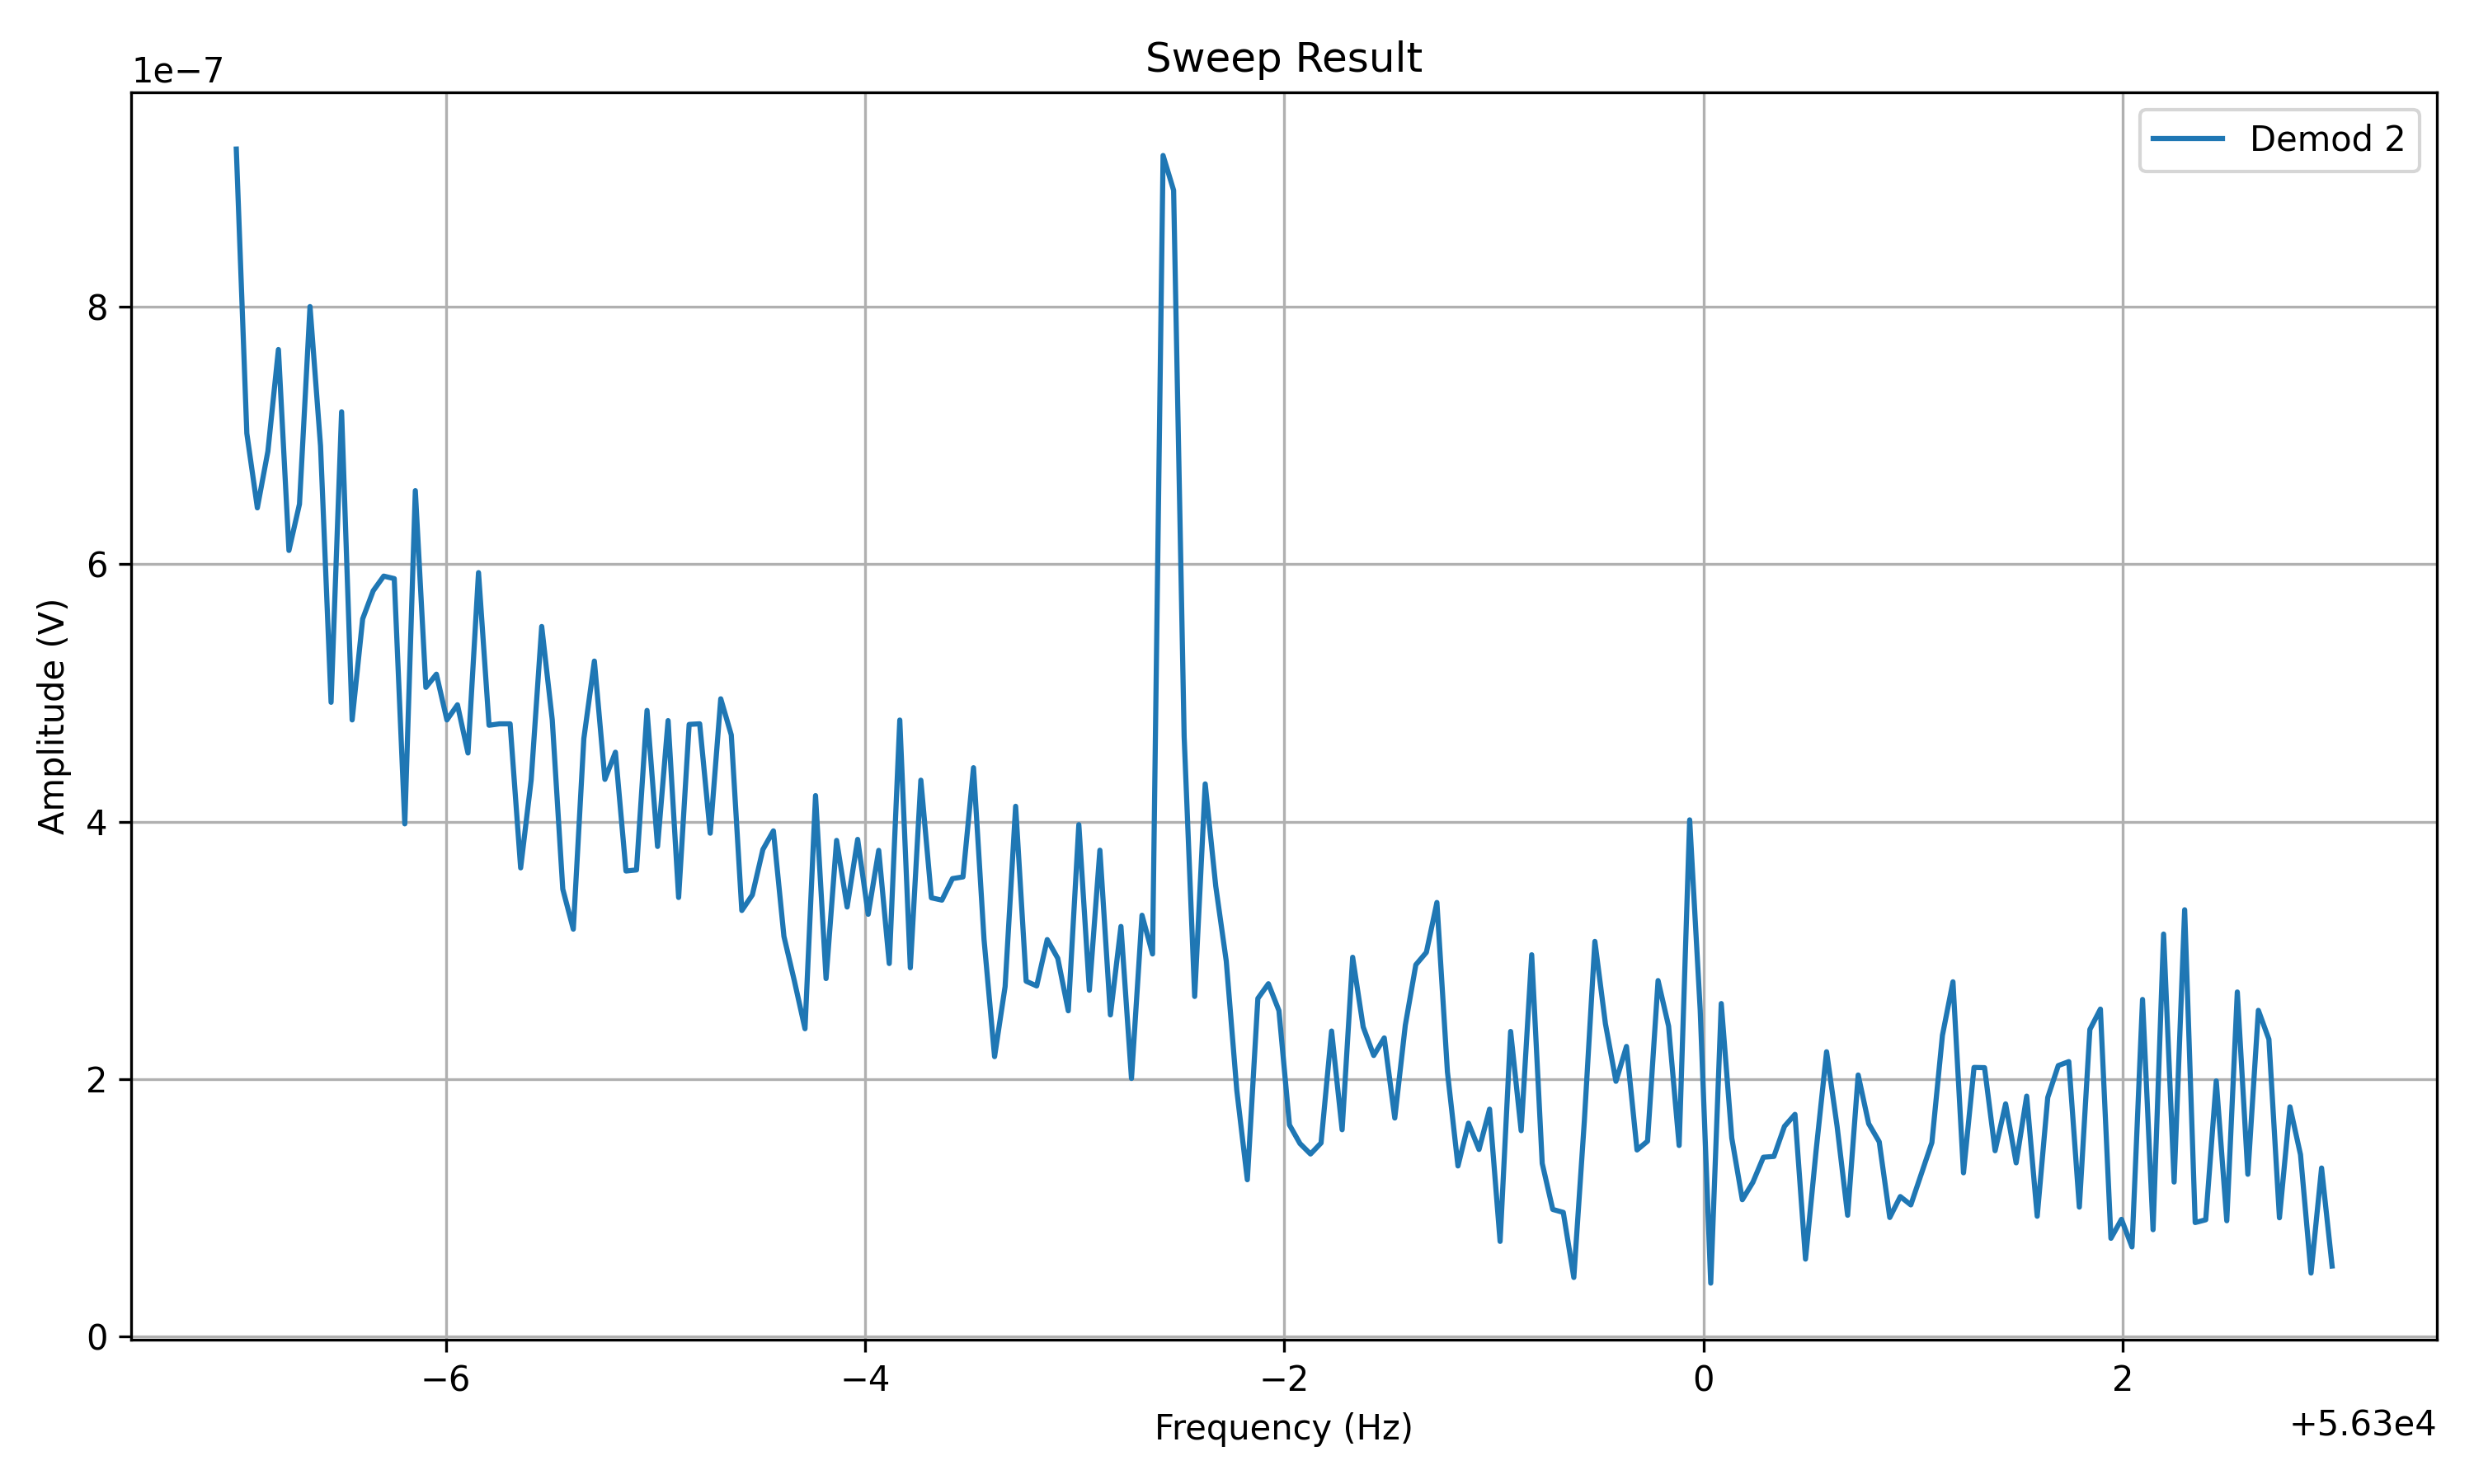 Sweep Result
1e−7
Demod 2
8
6
4
2
0
Amplitude (V)
−6
−4
−2
0
2
Frequency (Hz)
+5.63e4